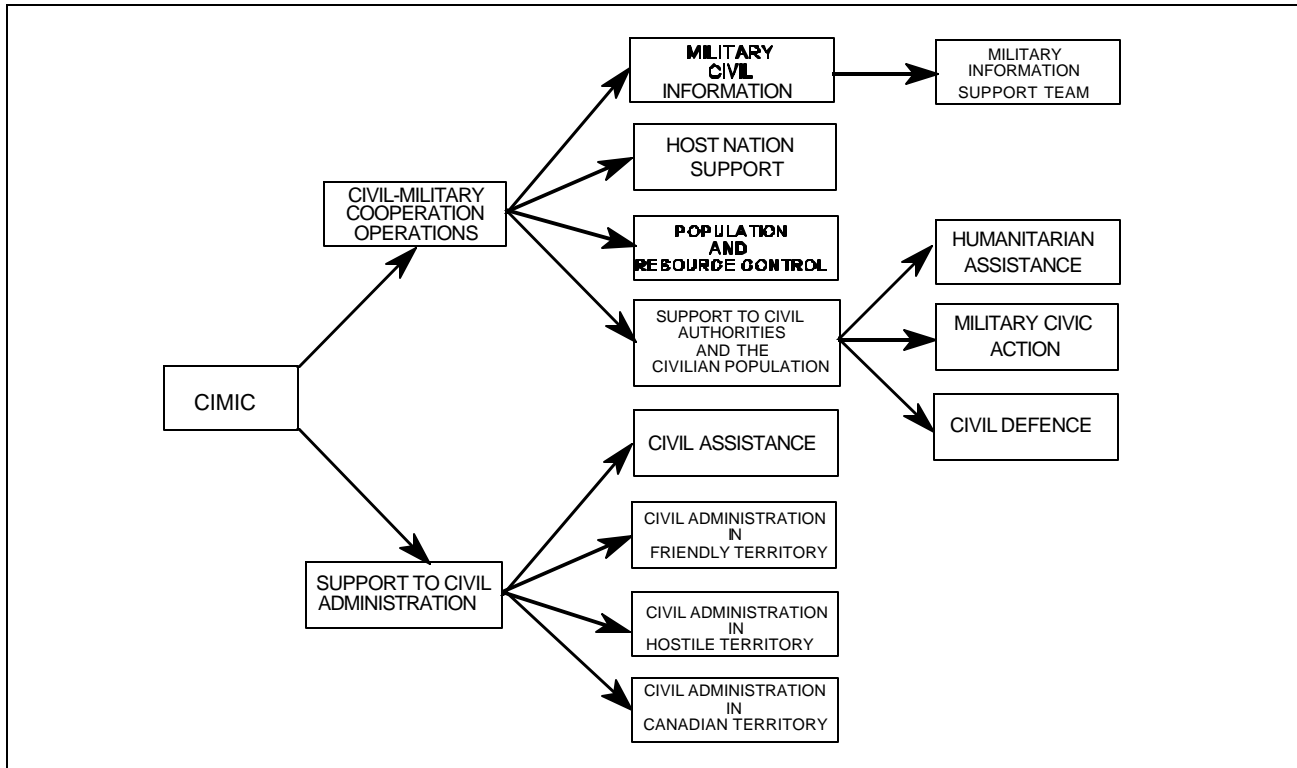 MILITARY
CIVIL
INFORMATION
MILITARY
INFORMATION
SUPPORT TEAM
HOST NATION
SUPPORT
CIVIL-MILITARY
COOPERATION
OPERATIONS
POPULATION
AND
RESOURCE CONTROL
HUMANITARIAN
ASSISTANCE
SUPPORT TO CIVIL
AUTHORITIES
AND THE
CIVILIAN POPULATION
MILITARY CIVIC
ACTION
CIVIL DEFENCE
CIMIC
CIVIL ASSISTANCE
CIVIL ADMINISTRATION
IN
FRIENDLY TERRITORY
SUPPORT TO CIVIL
ADMINISTRATION
CIVIL ADMINISTRATION
IN
HOSTILE TERRITORY
CIVIL ADMINISTRATION
IN
CANADIAN TERRITORY